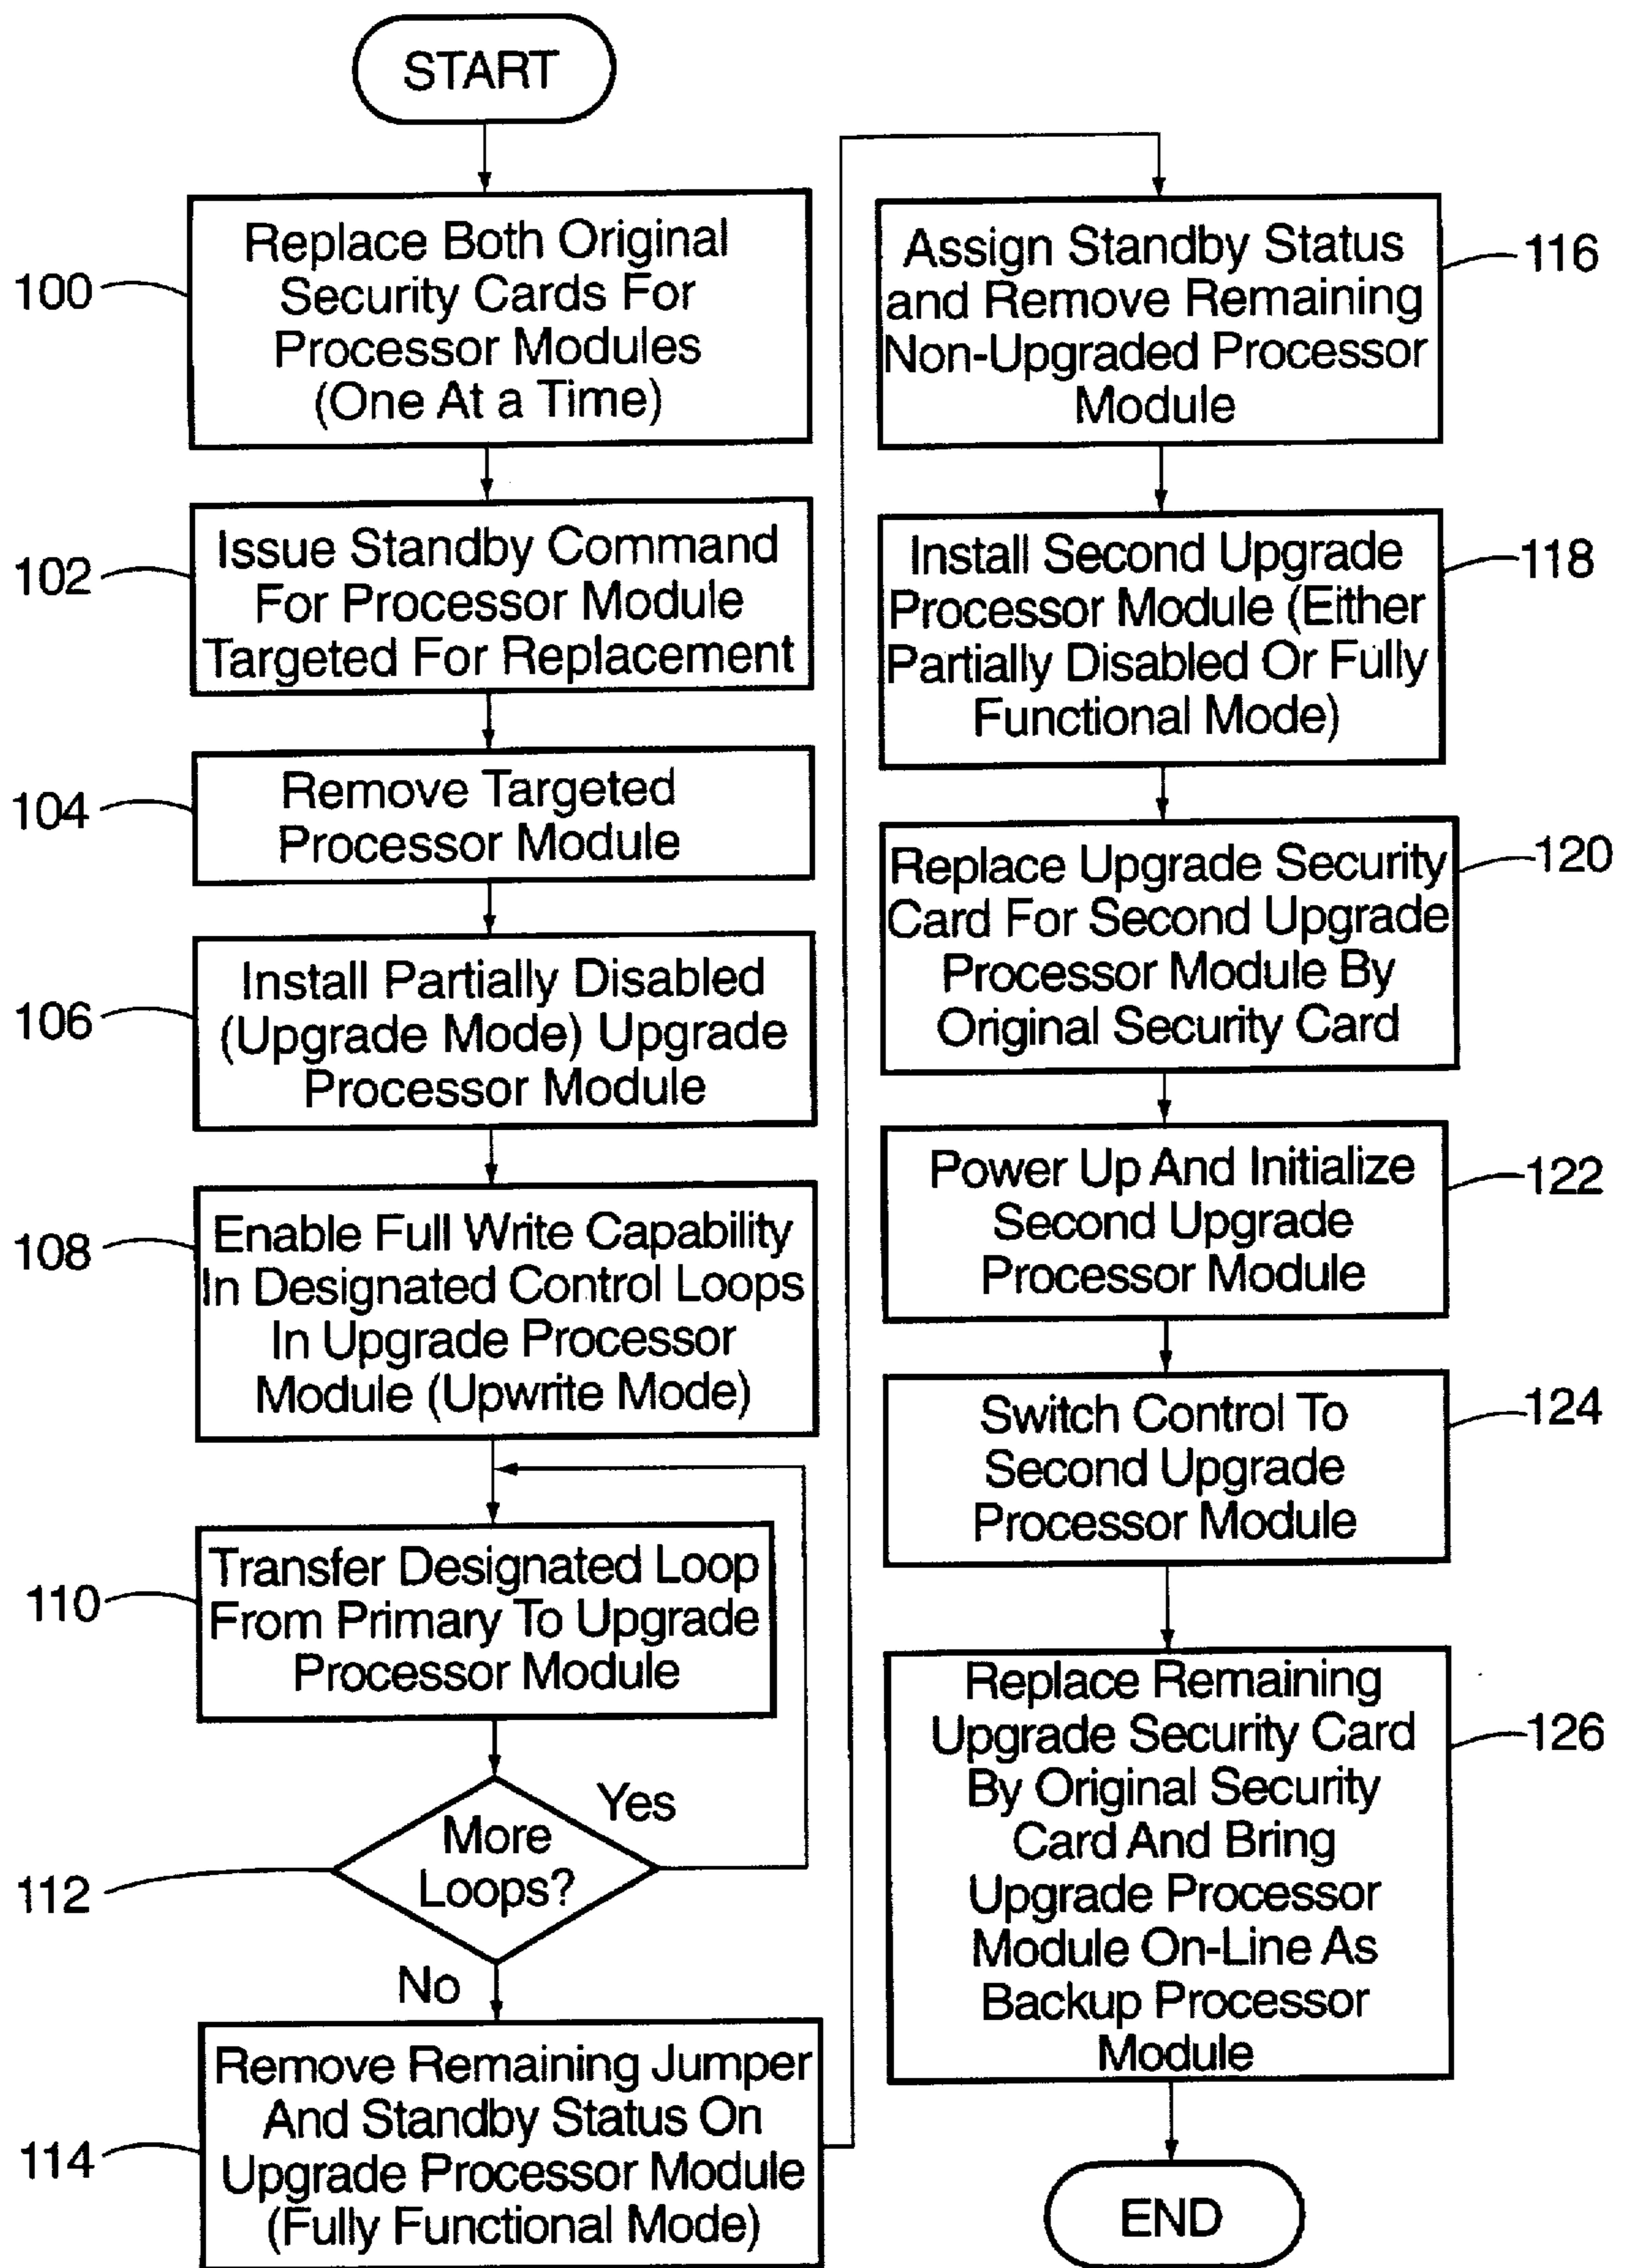 START
100
Replace Both Original
Security Cards For
Processor Modules
(One At a Time)
102
Issue Standby Command
For Processor Module
Targeted For Replacement
104
Remove Targeted
Processor Module
106
Install Partially Disabled
(Upgrade Mode) Upgrade
Processor Module
108
Enable Full Write Capability
In Designated Control Loops
In Upgrade Processor
Module (Upwrite Mode)
110
Transfer Designated Loop
From Primary To Upgrade
Processor Module
112
More
Loops?
Yes
No
114
Remove Remaining Jumper
And Standby Status On
Upgrade Processor Module
(Fully Functional Mode)
Assign Standby Status
and Remove Remaining
Non-Upgraded Processor
Module
116
Install Second Upgrade
Processor Module (Either
Partially Disabled Or Fully
Functional Mode)
118
Replace Upgrade Security
Card For Second Upgrade
Processor Module By
Original Security Card
120
Power Up And Initialize
Second Upgrade
Processor Module
122
Switch Control To
Second Upgrade
Processor Module
124
Replace Remaining
Upgrade Security Card
By Original Security
Card And Bring
Upgrade Processor
Module On-Line As
Backup Processor
Module
126
END